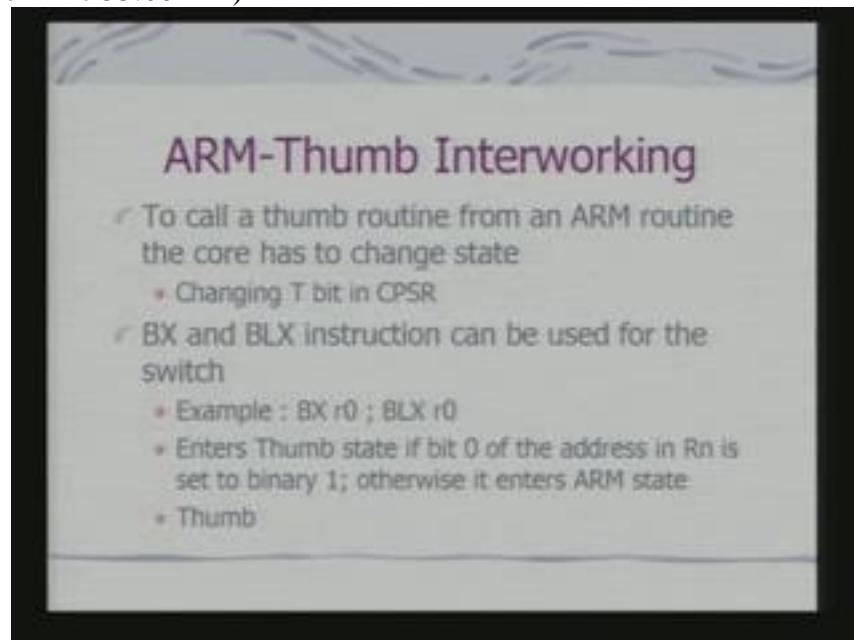 ARM-Thumb Interworking
To call a thumb routine from an ARM routine
the core has to change state
Changing T bit in CPSR
BX and BLX instruction can be used for the
switch
Example : BX r0 ; BLX r0
Enters Thumb state if bit 0 of the address in Rn is
set to binary 1; otherwise it enters ARM state
Thumb